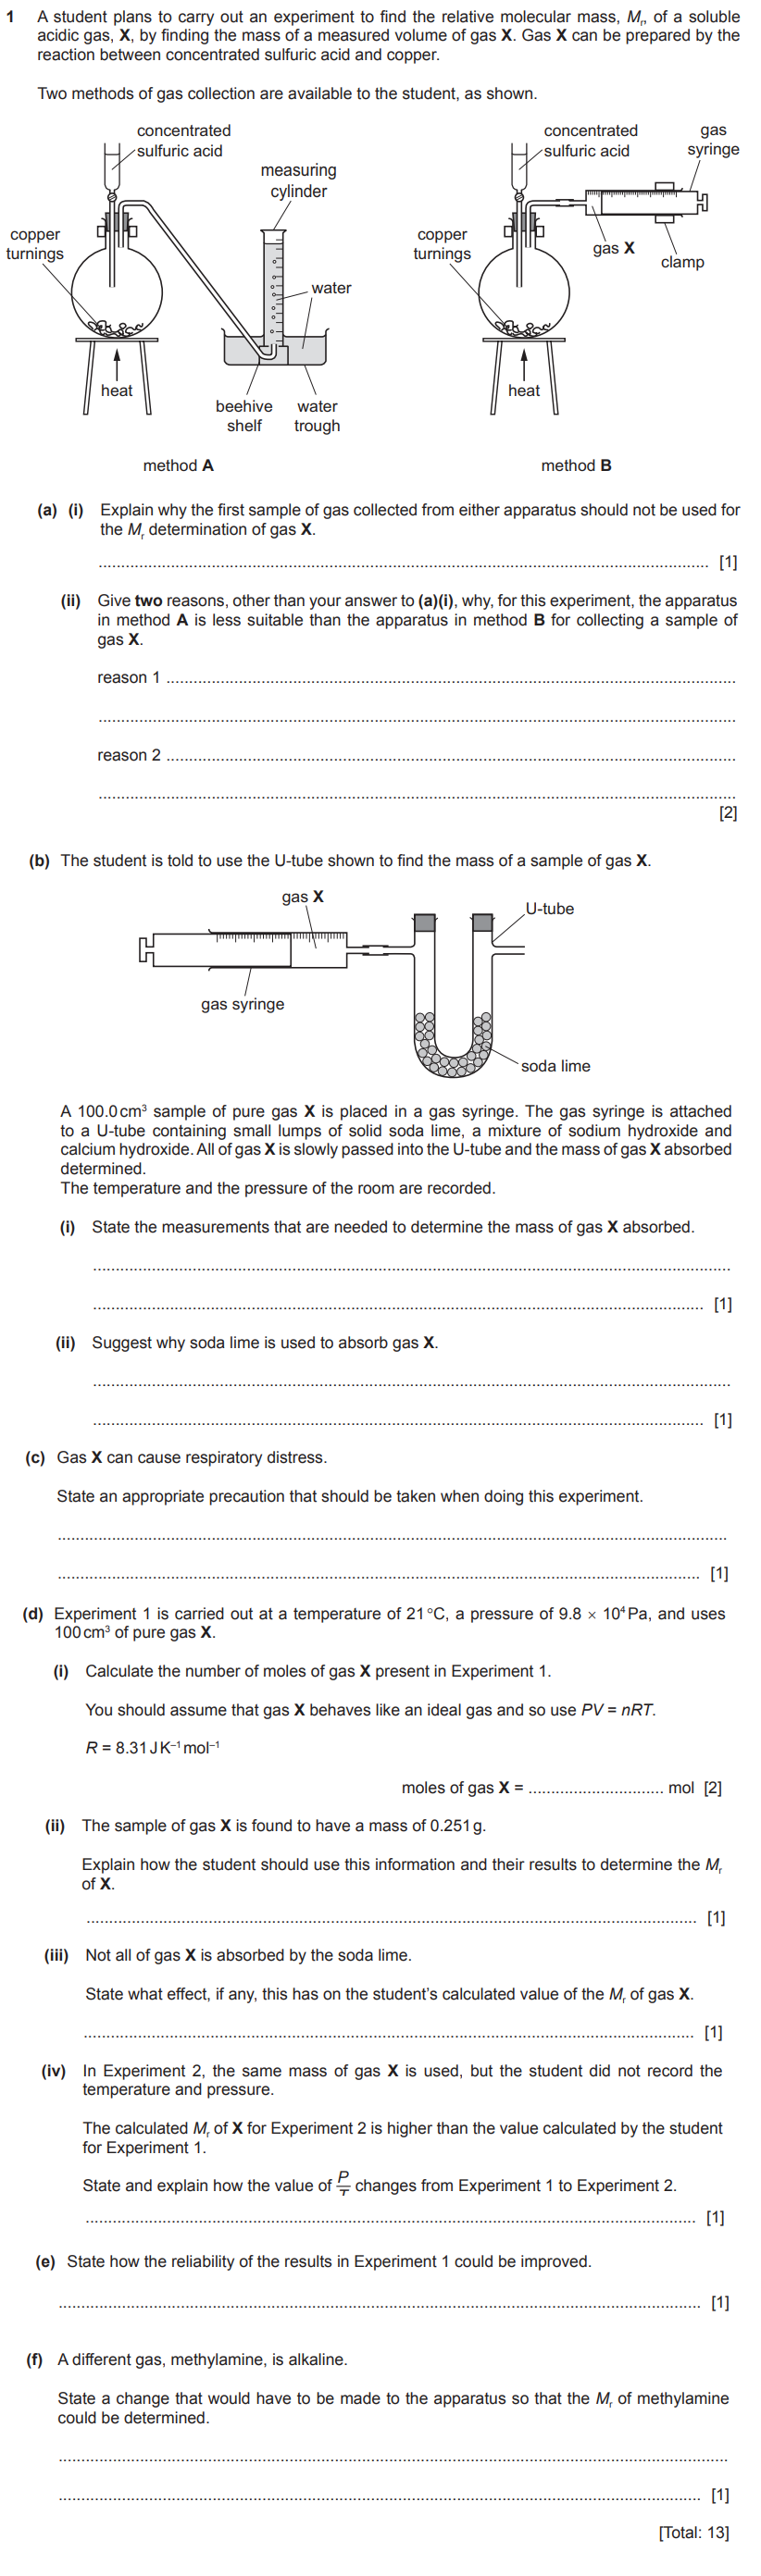 1 A student plans to carry out an experiment to find the relative molecular mass, Mr, of a soluble
acidic gas, X, by finding the mass of a measured volume of gas X. Gas X can be prepared by the
reaction between concentrated sulfuric acid and copper.
Two methods of gas collection are available to the student, as shown.
concentrated
sulfuric acid
measuring
cylinder
copper
turnings
water
heat
beehive
shelf
water
trough
method A
concentrated
sulfuric acid
gas
syringe
copper
turnings
gas X
clamp
heat
method B
(a) (i) Explain why the first sample of gas collected from either apparatus should not be used for
the Mr determination of gas X.
[1]
(ii) Give two reasons, other than your answer to (a)(i), why, for this experiment, the apparatus
in method A is less suitable than the apparatus in method B for collecting a sample of
gas X.
reason 1
reason 2
[2]
(b) The student is told to use the U-tube shown to find the mass of a sample of gas X.
gas X
U-tube
gas syringe
soda lime
A 100.0 cm³ sample of pure gas X is placed in a gas syringe. The gas syringe is attached
to a U-tube containing small lumps of solid soda lime, a mixture of sodium hydroxide and
calcium hydroxide. All of gas X is slowly passed into the U-tube and the mass of gas X absorbed
determined.
The temperature and the pressure of the room are recorded.
(i) State the measurements that are needed to determine the mass of gas X absorbed.
[1]
(ii) Suggest why soda lime is used to absorb gas X.
[1]
(c) Gas X can cause respiratory distress.
State an appropriate precaution that should be taken when doing this experiment.
[1]
(d) Experiment 1 is carried out at a temperature of 21 °C, a pressure of 9.8 × 10⁴ Pa, and uses
100 cm³ of pure gas X.
(i) Calculate the number of moles of gas X present in Experiment 1.
You should assume that gas X behaves like an ideal gas and so use PV = nRT.
R = 8.31 J K⁻¹ mol⁻¹
moles of gas X = .............................. mol [2]
(ii) The sample of gas X is found to have a mass of 0.251 g.
Explain how the student should use this information and their results to determine the Mr
of X.
[1]
(iii) Not all of gas X is absorbed by the soda lime.
State what effect, if any, this has on the student's calculated value of the Mr of gas X.
[1]
(iv) In Experiment 2, the same mass of gas X is used, but the student did not record the
temperature and pressure.
The calculated Mr of X for Experiment 2 is higher than the value calculated by the student
for Experiment 1.
State and explain how the value of P/T changes from Experiment 1 to Experiment 2.
[1]
(e) State how the reliability of the results in Experiment 1 could be improved.
[1]
(f) A different gas, methylamine, is alkaline.
State a change that would have to be made to the apparatus so that the Mr of methylamine
could be determined.
[1]
[Total: 13]